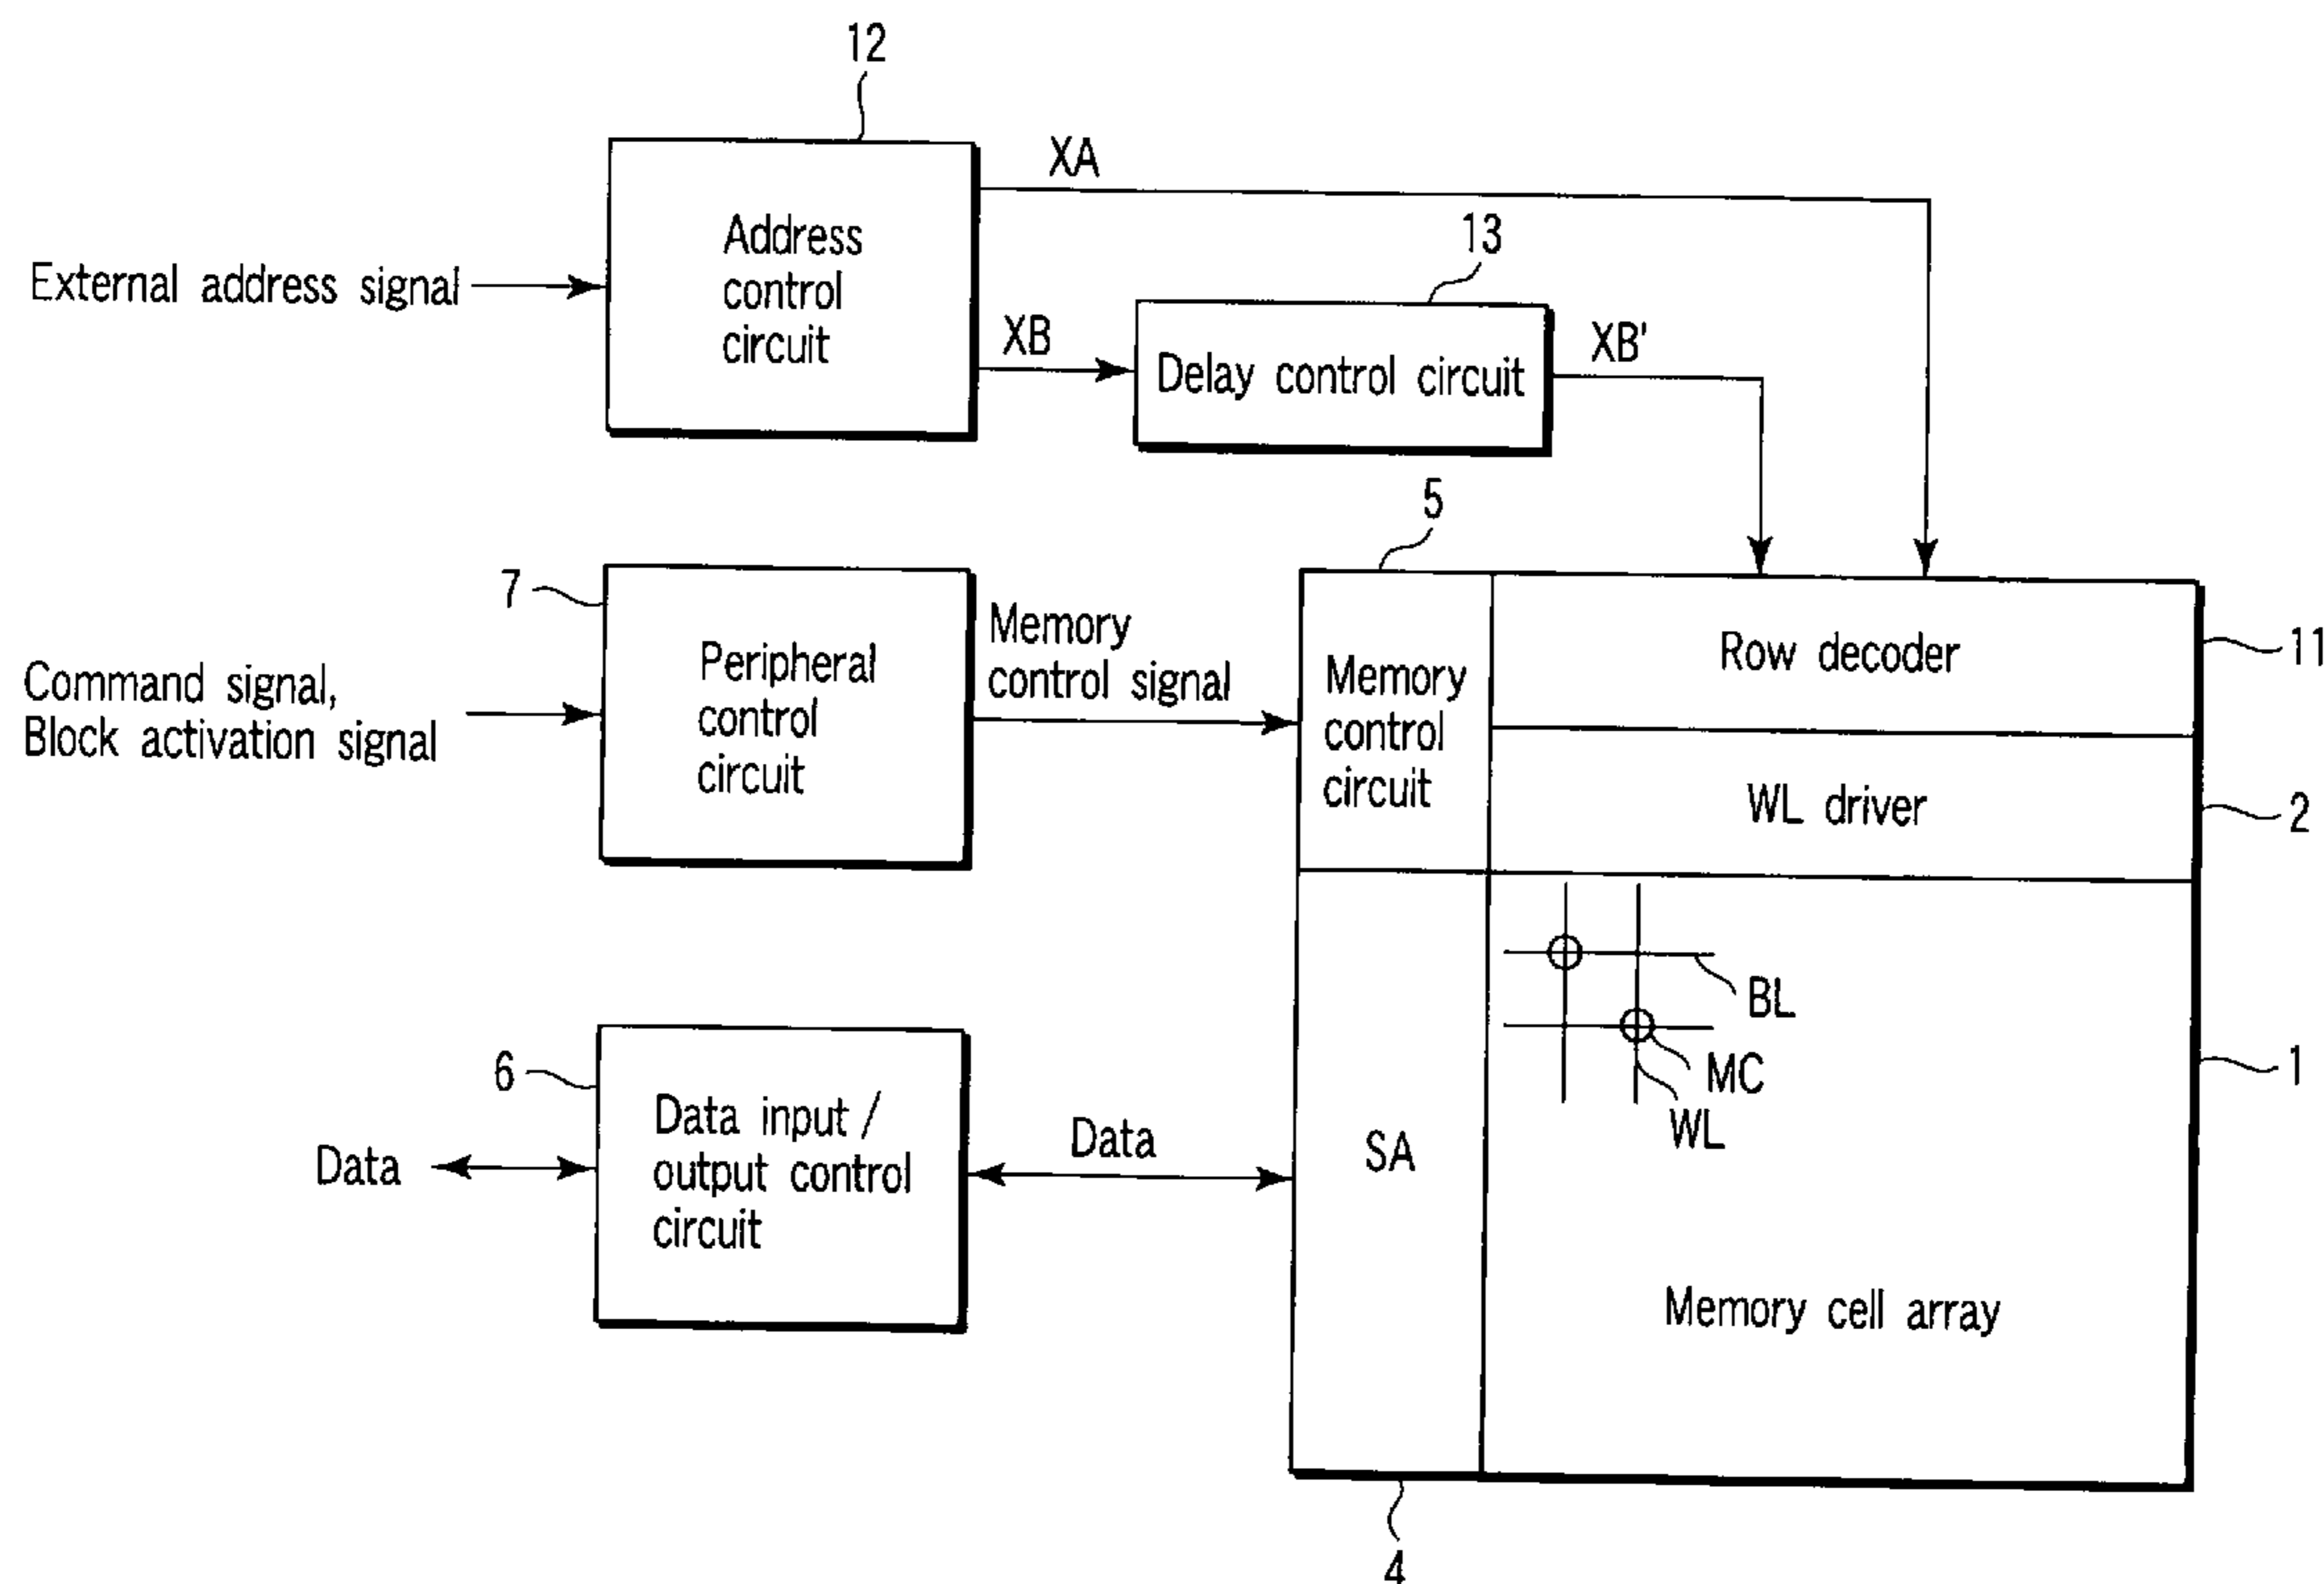 12
XA
Address
control
circuit
13
External address signal
XB
Delay control circuit
XB'
5
7
Peripheral
control
circuit
Memory
control signal
Command signal,
Block activation signal
Memory
control
circuit
Row decoder
11
WL driver
2
BL
MC
WL
1
6
Data input /
output control
circuit
Data
Data
SA
Memory cell array
4